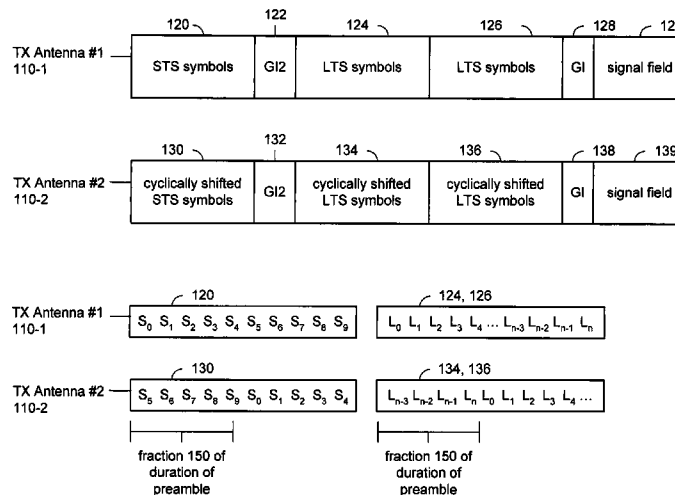 120 122 124 126 128
TX Antenna #1
110-1
STS symbols GI2 LTS symbols LTS symbols GI signal field
130 132 134 136 138 139
TX Antenna #2
110-2
cyclically shifted
STS symbols
GI2
cyclically shifted
LTS symbols
cyclically shifted
LTS symbols
GI
signal field
TX Antenna #1
110-1
120
S₀ S₁ S₂ S₃ S₄ S₅ S₆ S₇ S₈ S₉
124, 126
L₀ L₁ L₂ L₃ L₄ ··· Lₙ₋₃ Lₙ₋₂ Lₙ₋₁ Lₙ
TX Antenna #2
110-2
130
S₅ S₆ S₇ S₈ S₉ S₀ S₁ S₂ S₃ S₄
134, 136
Lₙ₋₃ Lₙ₋₂ Lₙ₋₁ Lₙ L₀ L₁ L₂ L₃ L₄ ···
fraction 150 of
duration of
preamble
fraction 150 of
duration of
preamble